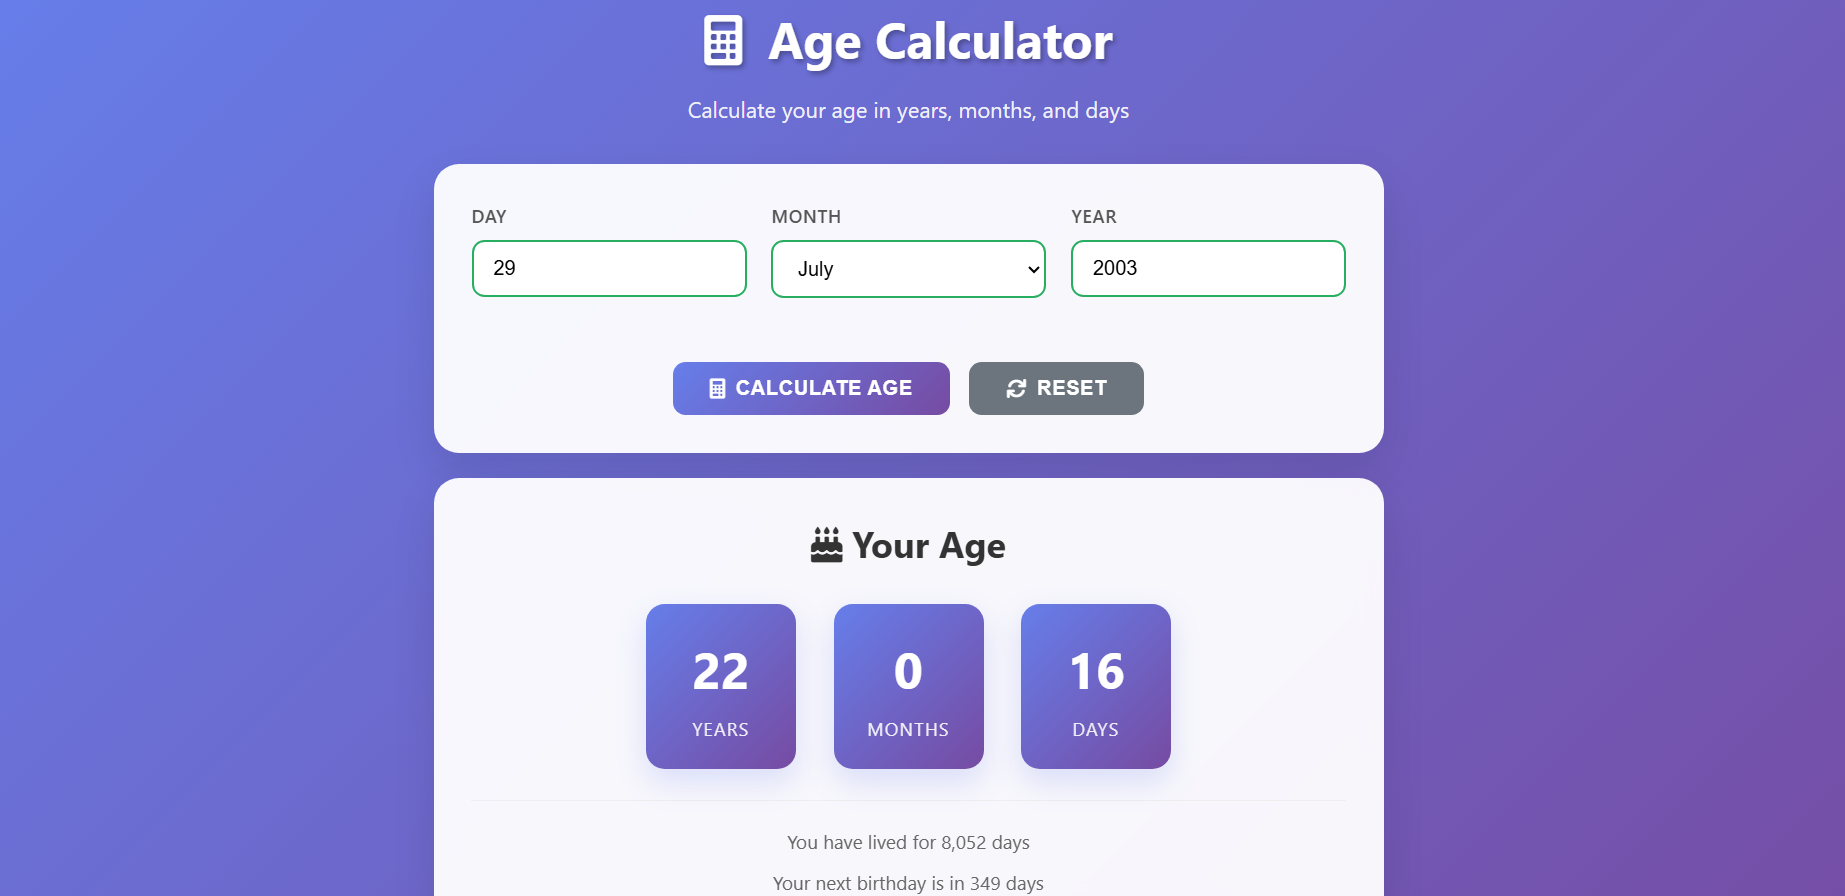 Age Calculator
Calculate your age in years, months, and days
DAY MONTH YEAR
29 July 2003
CALCULATE AGE RESET
Your Age
22 0 16
YEARS MONTHS DAYS
You have lived for 8,052 days
Your next birthday is in 349 days